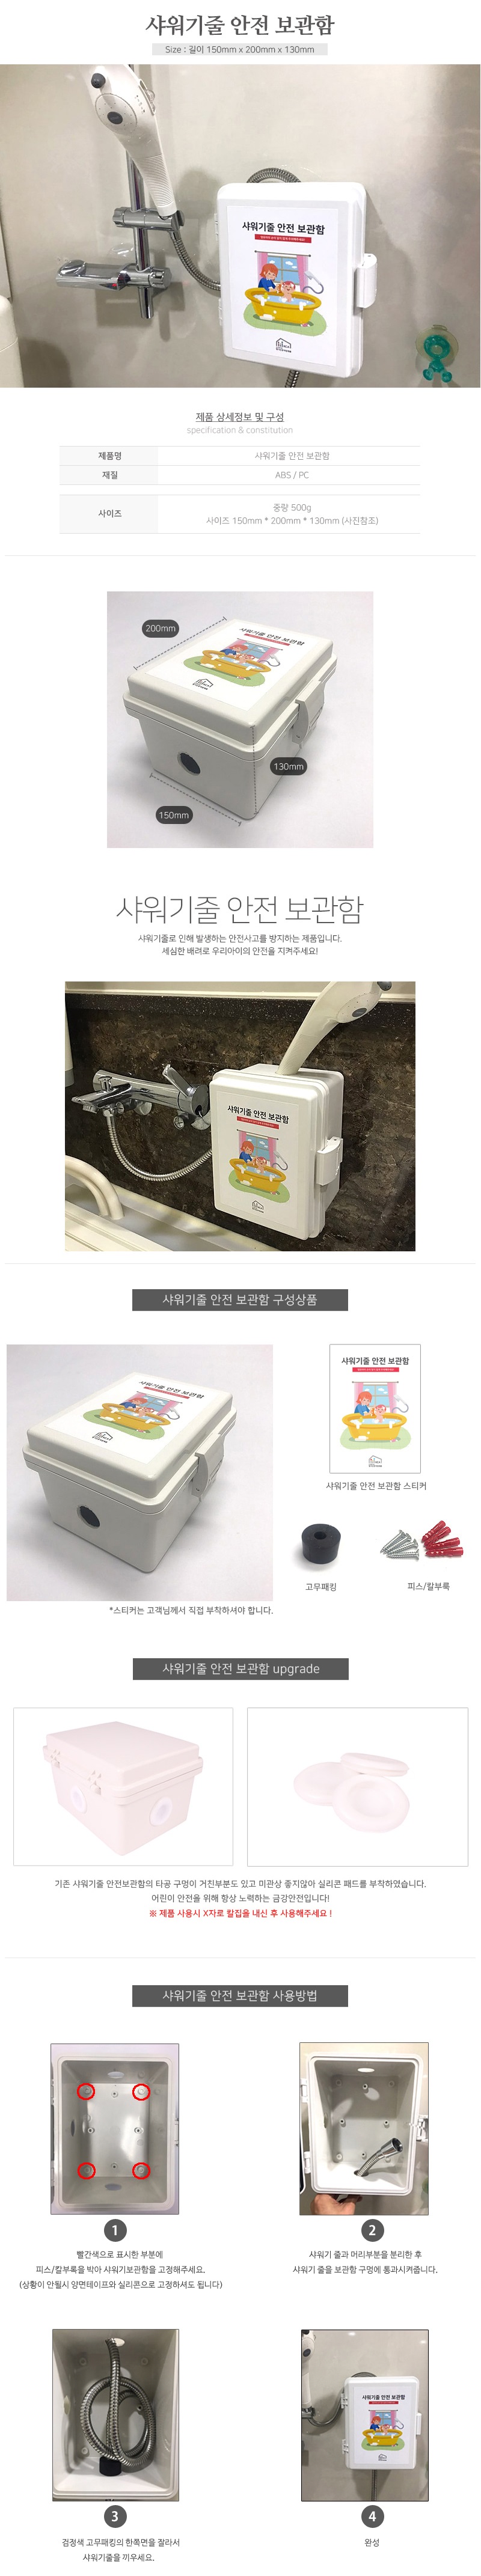 샤워기줄 안전 보관함
Size : 길이 150mm x 200mm x 130mm
샤워기줄 안전 보관함
제품 상세정보 및 구성
specification & constitution
제품명
샤워기줄 안전 보관함
재질
ABS / PC
사이즈
중량 500g
사이즈 150mm * 200mm * 130mm (사진참조)
200mm
샤워기줄 안전 보관함
130mm
150mm
샤워기줄 안전 보관함
샤워기줄로 인해 발생하는 안전사고를 방지하는 제품입니다.
세심한 배려로 우리아이의 안전을 지켜주세요!
샤워기줄 안전 보관함
샤워기줄 안전 보관함 구성상품
샤워기줄 안전 보관함
샤워기줄 안전 보관함
샤워기줄 안전 보관함 스티커
고무패킹
피스/칼부룩
*스티커는 고객님께서 직접 부착하셔야 합니다.
샤워기줄 안전 보관함 upgrade
기존 샤워기줄 안전보관함의 타공 구멍이 거친부분도 있고 미관상 좋지않아 실리콘 패드를 부착하였습니다.
어린이 안전을 위해 항상 노력하는 금강안전입니다!
※ 제품 사용시 X자로 칼집을 내신 후 사용해주세요 !
샤워기줄 안전 보관함 사용방법
1
빨간색으로 표시한 부분에
피스/칼부룩을 박아 샤워기보관함을 고정해주세요.
(상황이 안될시 양면테이프와 실리콘으로 고정하셔도 됩니다)
2
샤워기 줄과 머리부분을 분리한 후
샤워기 줄을 보관함 구멍에 통과시켜줍니다.
샤워기줄 안전 보관함
3
검정색 고무패킹의 한쪽면을 잘라서
샤워기줄을 끼우세요.
4
완성